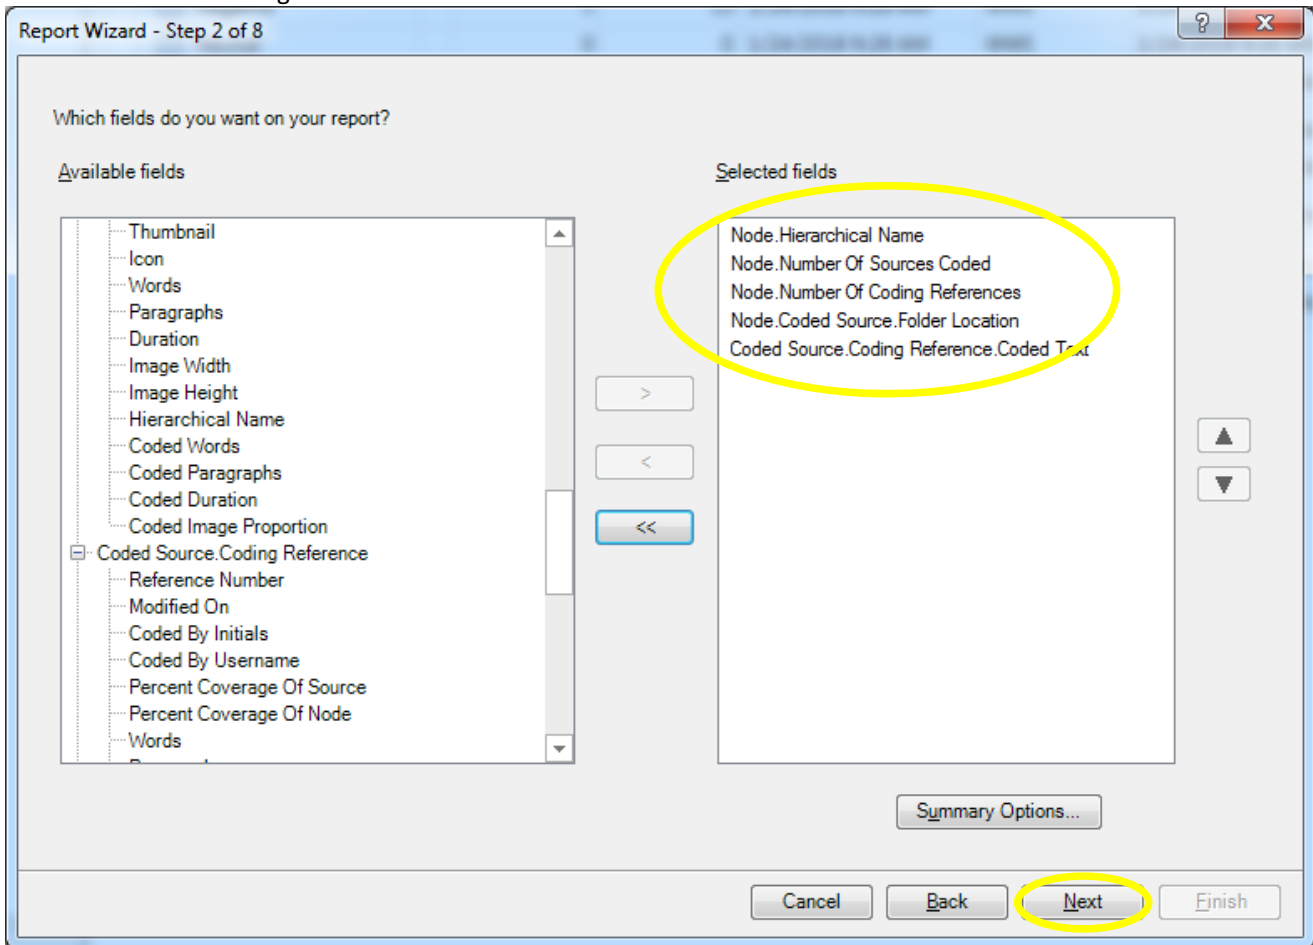 Report Wizard - Step 2 of 8
?
X
Which fields do you want on your report?
Available fields
Selected fields
Thumbnail
Icon
Words
Paragraphs
Duration
Image Width
Image Height
Hierarchical Name
Coded Words
Coded Paragraphs
Coded Duration
Coded Image Proportion
Coded Source.Coding Reference
Reference Number
Modified On
Coded By Initials
Coded By Username
Percent Coverage Of Source
Percent Coverage Of Node
Words
>
<
<<
Node.Hierarchical Name
Node.Number Of Sources Coded
Node.Number Of Coding References
Node.Coded Source.Folder Location
Coded Source.Coding Reference.Coded Text
Summary Options...
Cancel
Back
Next
Finish